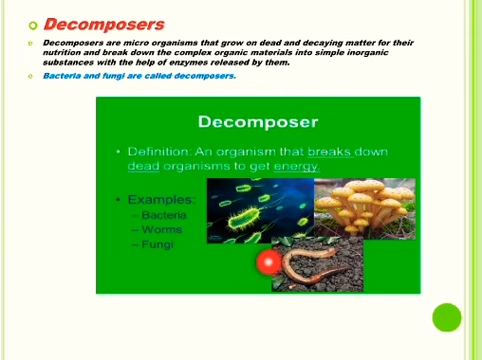 Decomposers
Decomposers are micro organisms that grow on dead and decaying matter for their
nutrition and break down the complex organic materials into simple inorganic
substances with the help of enzymes released by them.
Bacteria and fungi are called decomposers.
Decomposer
• Definition: An organism that breaks down
dead organisms to get energy.
• Examples:
– Bacteria
– Worms
– Fungi